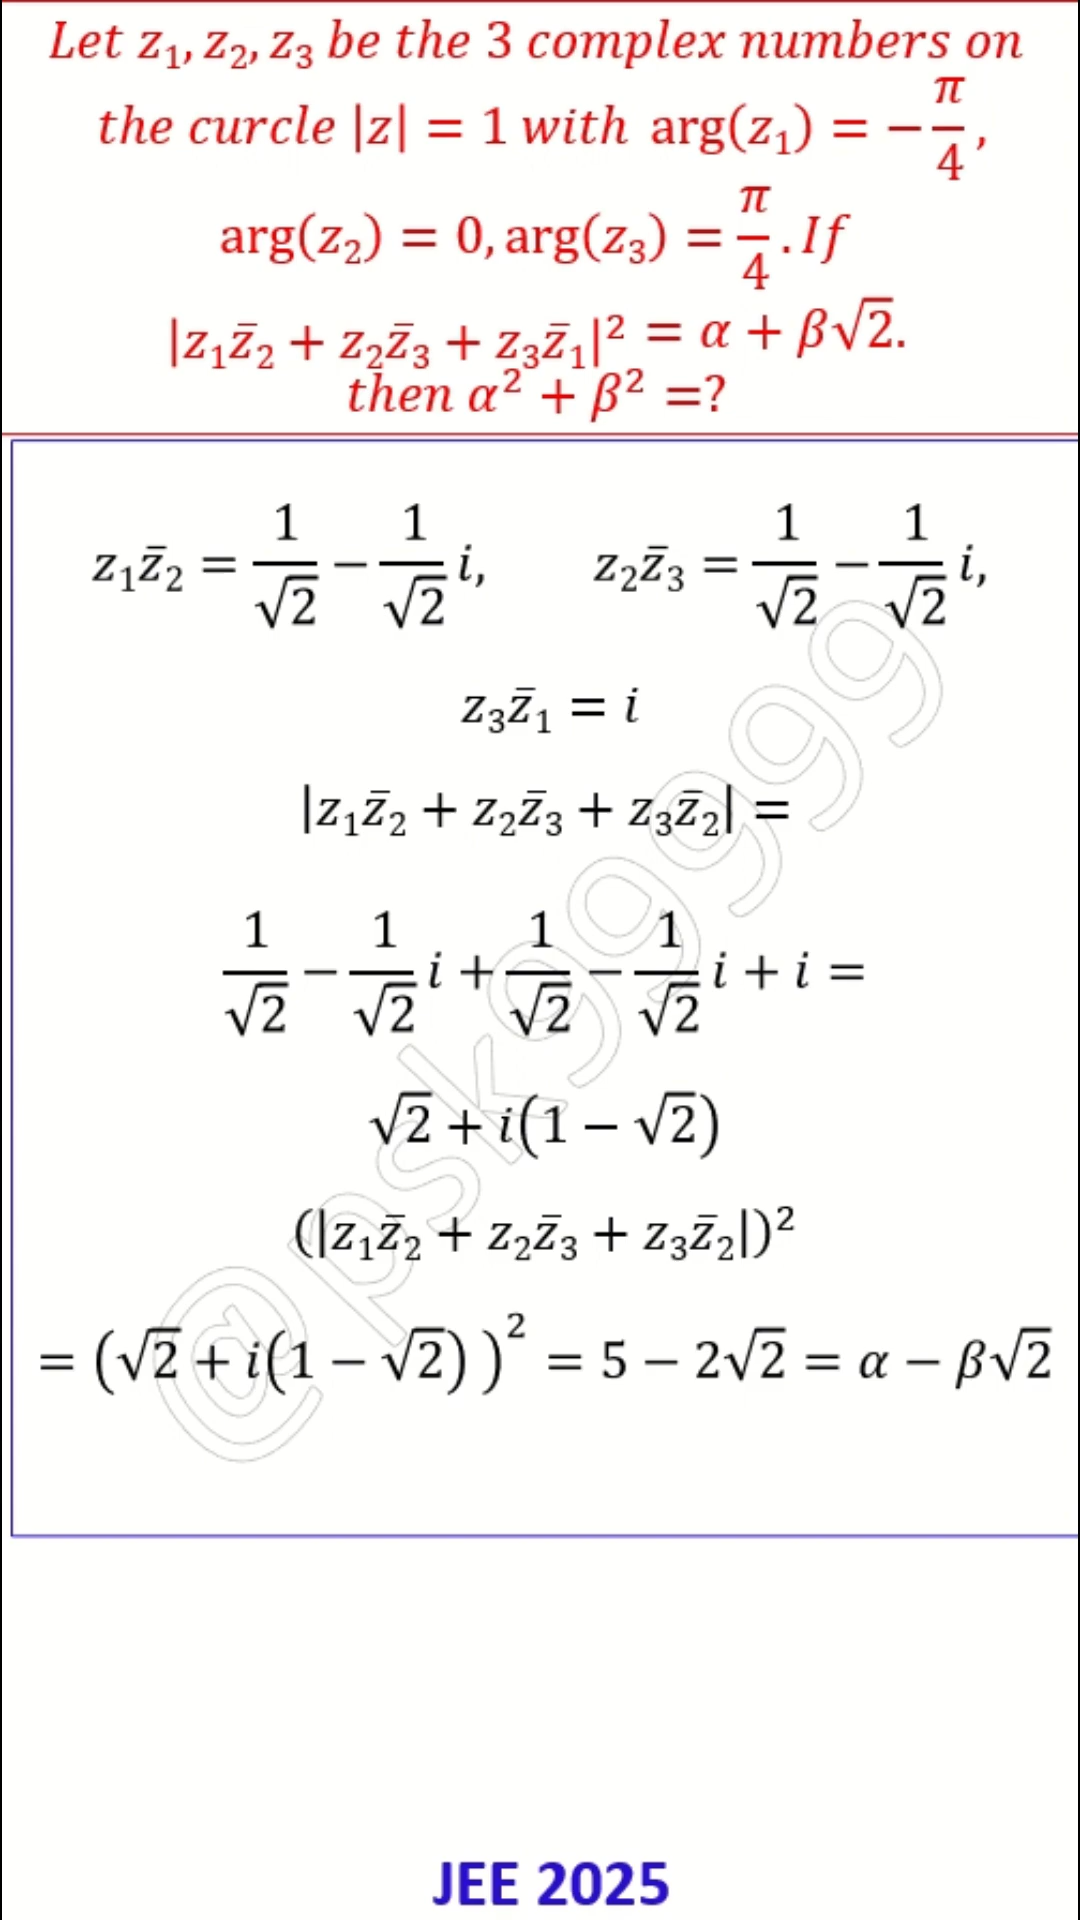 Let z₁, z₂, z₃ be the 3 complex numbers on
the curcle |z| = 1 with arg(z₁) = −π/4,
arg(z₂) = 0, arg(z₃) = π/4. If
|z₁z̄₂ + z₂z̄₃ + z₃z̄₁|² = α + β√2.
then α² + β² =?
z₁z̄₂ = 1/√2 − 1/√2 i, z₂z̄₃ = 1/√2 − 1/√2 i,
z₃z̄₁ = i
|z₁z̄₂ + z₂z̄₃ + z₃z̄₂| =
1/√2 − 1/√2 i + 1/√2 − 1/√2 i + i =
√2 + i(1 − √2)
(|z₁z̄₂ + z₂z̄₃ + z₃z̄₂|)²
= (√2 + i(1 − √2))² = 5 − 2√2 = α − β√2
@psk9999
JEE 2025